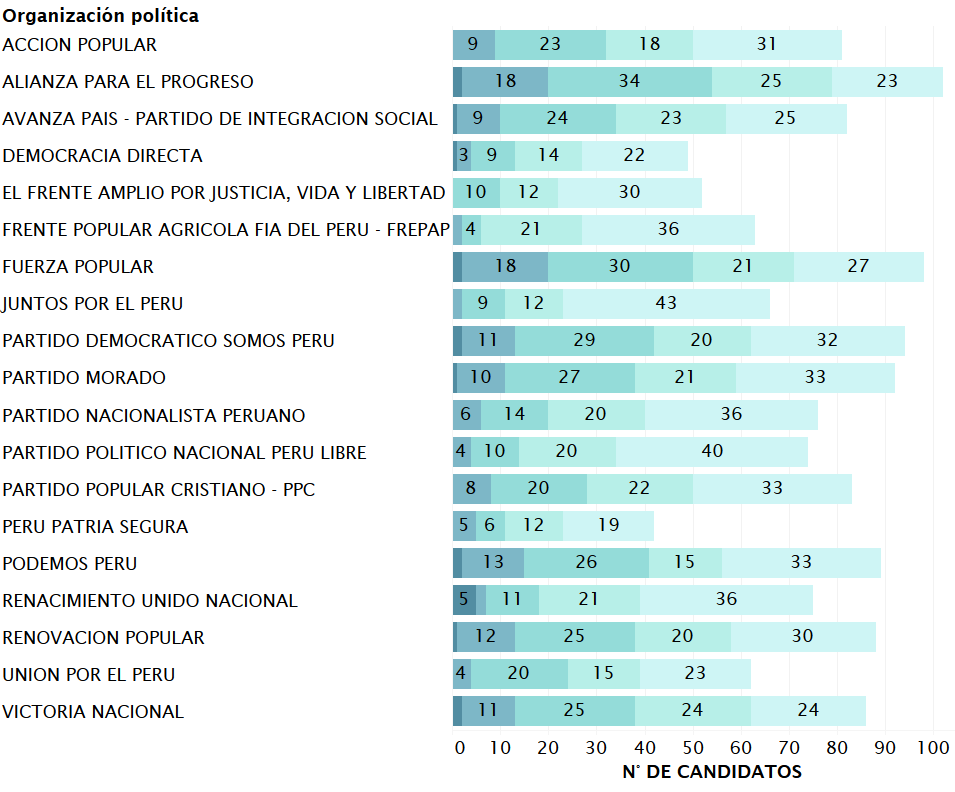 Organización política
ACCION POPULAR 9 23 18 31
ALIANZA PARA EL PROGRESO 18 34 25 23
AVANZA PAIS - PARTIDO DE INTEGRACION SOCIAL 9 24 23 25
DEMOCRACIA DIRECTA 3 9 14 22
EL FRENTE AMPLIO POR JUSTICIA, VIDA Y LIBERTAD 10 12 30
FRENTE POPULAR AGRICOLA FIA DEL PERU - FREPAP 4 21 36
FUERZA POPULAR 18 30 21 27
JUNTOS POR EL PERU 9 12 43
PARTIDO DEMOCRATICO SOMOS PERU 11 29 20 32
PARTIDO MORADO 10 27 21 33
PARTIDO NACIONALISTA PERUANO 6 14 20 36
PARTIDO POLITICO NACIONAL PERU LIBRE 4 10 20 40
PARTIDO POPULAR CRISTIANO - PPC 8 20 22 33
PERU PATRIA SEGURA 5 6 12 19
PODEMOS PERU 13 26 15 33
RENACIMIENTO UNIDO NACIONAL 5 11 21 36
RENOVACION POPULAR 12 25 20 30
UNION POR EL PERU 4 20 15 23
VICTORIA NACIONAL 11 25 24 24
0 10 20 30 40 50 60 70 80 90 100
N° DE CANDIDATOS